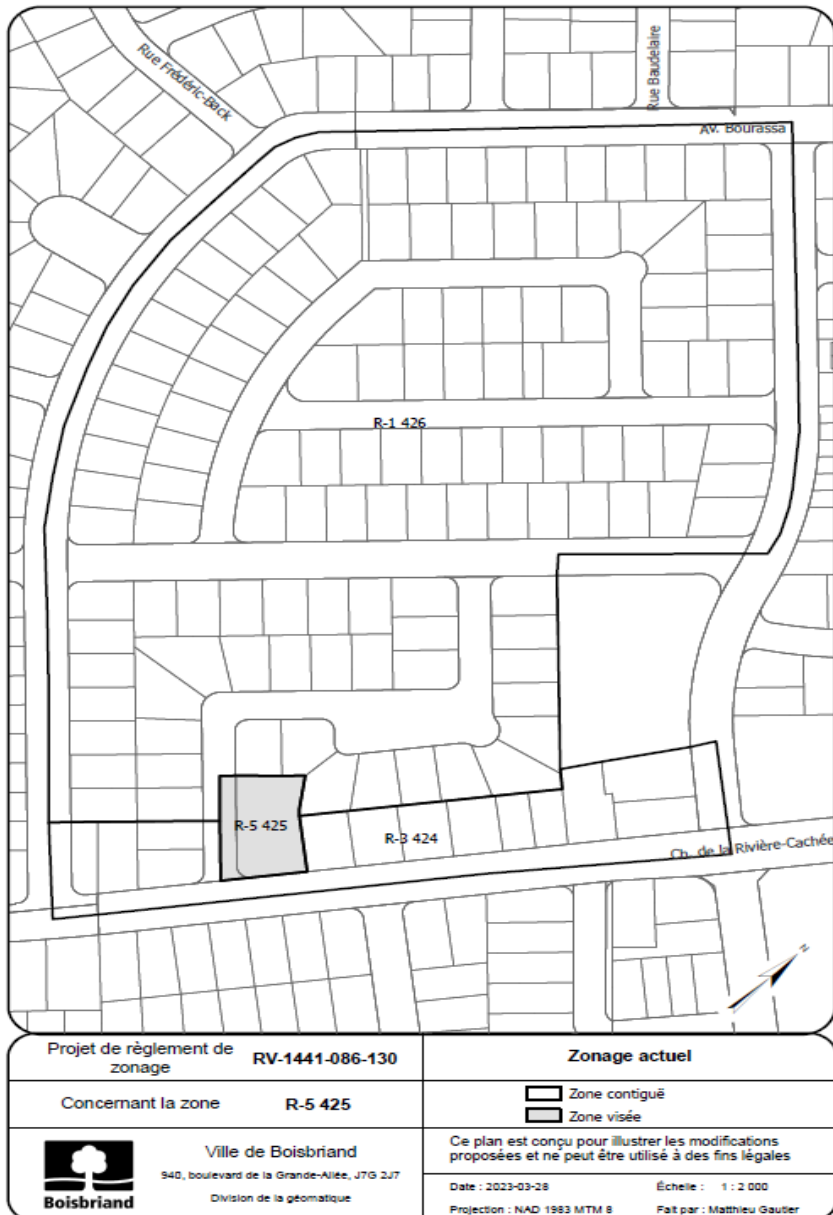 Rue Frédéric-Back
Rue Baudelaire
AV. Bourassa
R-1 426
R-5 425
R-3 424
Ch. de la Rivière-Cachée
N
Projet de règlement de
zonage
RV-1441-086-130
Zonage actuel
Concernant la zone
R-5 425
Zone contiguë
Zone visée
Boisbriand
Ville de Boisbriand
940, boulevard de la Grande-Allée, J7G 2J7
Division de la géomatique
Ce plan est conçu pour illustrer les modifications
proposées et ne peut être utilisé à des fins légales
Date : 2023-03-28
Échelle : 1 : 2 000
Projection : NAD 1983 MTM 8
Fait par : Matthieu Gautier